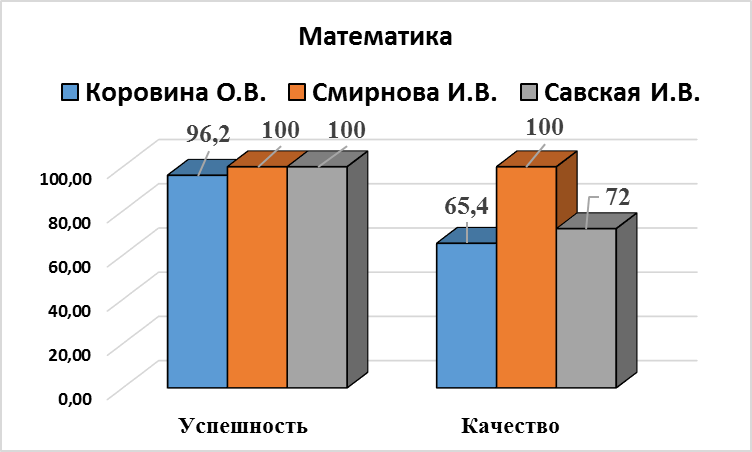 Математика
Коровина О.В. Смирнова И.В. Савская И.В.
96,2 100 100 65,4 100 72
100,00
80,00
60,00
40,00
20,00
0,00
Успешность Качество